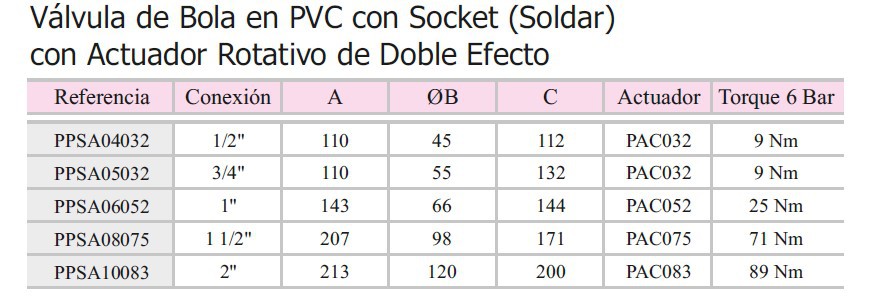 Válvula de Bola en PVC con Socket (Soldar)
con Actuador Rotativo de Doble Efecto
Referencia Conexión A ØB C Actuador Torque 6 Bar
PPSA04032 1/2" 110 45 112 PAC032 9 Nm
PPSA05032 3/4" 110 55 132 PAC032 9 Nm
PPSA06052 1" 143 66 144 PAC052 25 Nm
PPSA08075 1 1/2" 207 98 171 PAC075 71 Nm
PPSA10083 2" 213 120 200 PAC083 89 Nm